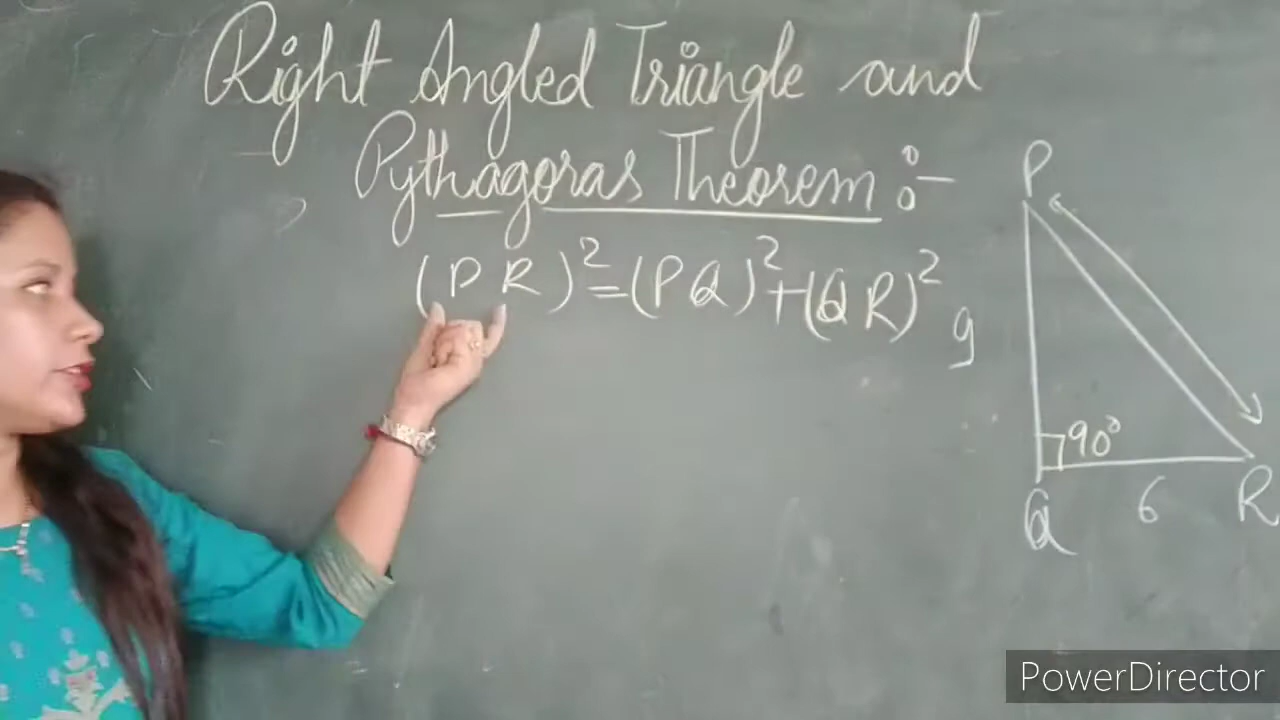 Right Angled Triangle and
Pythagoras Theorem :-
(PR)² = (PQ)² + (QR)²
P
9
90°
Q
6
R
PowerDirector